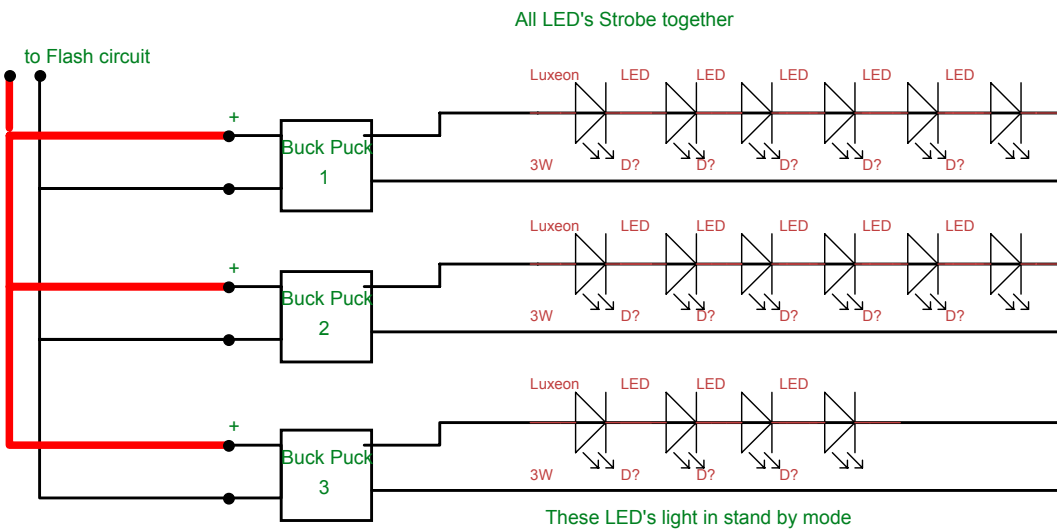 All LED's Strobe together
to Flash circuit
Luxeon LED LED LED LED LED
+
Buck Puck
1
3W D? D? D? D? D?
Luxeon LED LED LED LED LED
+
Buck Puck
2
3W D? D? D? D? D?
Luxeon LED LED LED
+
Buck Puck
3
3W D? D? D?
These LED's light in stand by mode